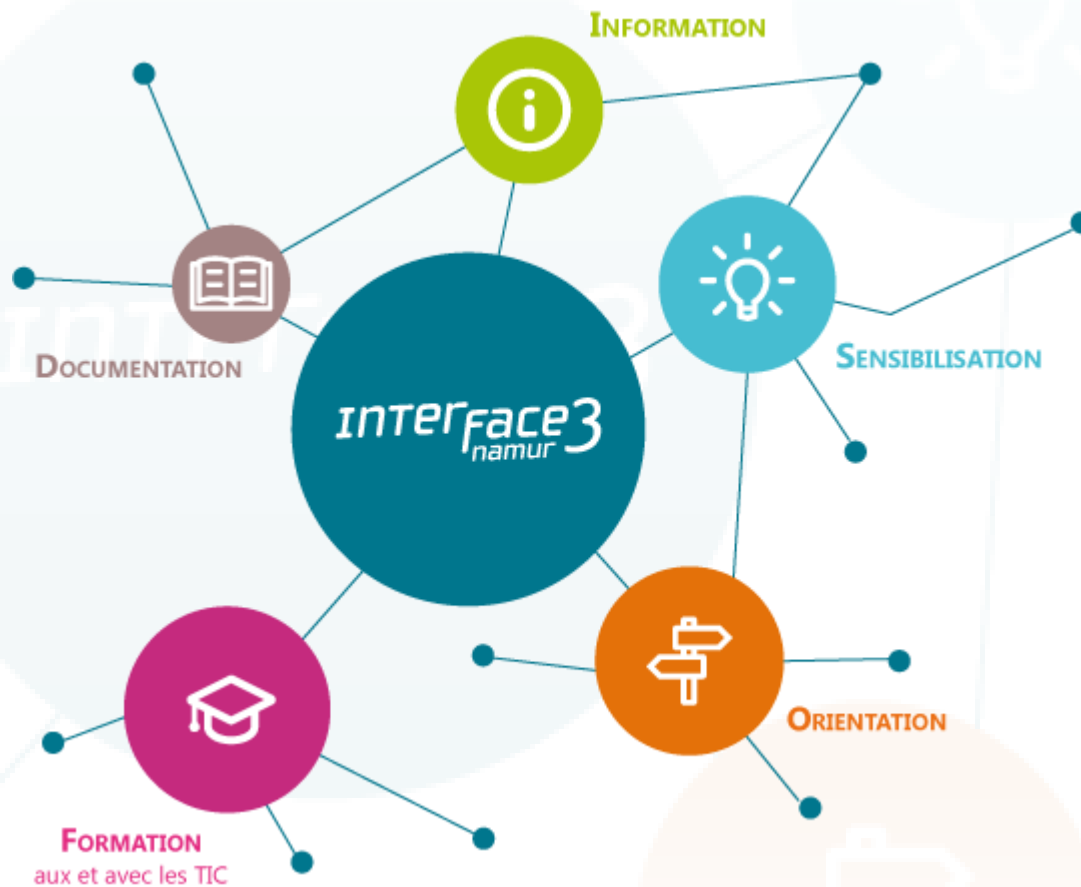 INFORMATION
DOCUMENTATION
SENSIBILISATION
INTERFACE3
namur
ORIENTATION
FORMATION
aux et avec les TIC